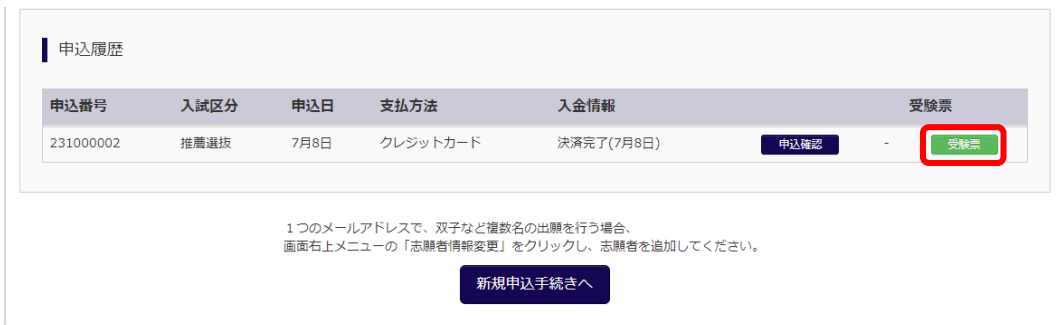 申込履歴
申込番号 入試区分 申込日 支払方法 入金情報 受験票
231000002 推薦選抜 7月8日 クレジットカード 決済完了(7月8日) 申込確認 - 受験票
１つのメールアドレスで、双子など複数名の出願を行う場合、
画面右上メニューの「志願者情報変更」をクリックし、志願者を追加してください。
新規申込手続きへ